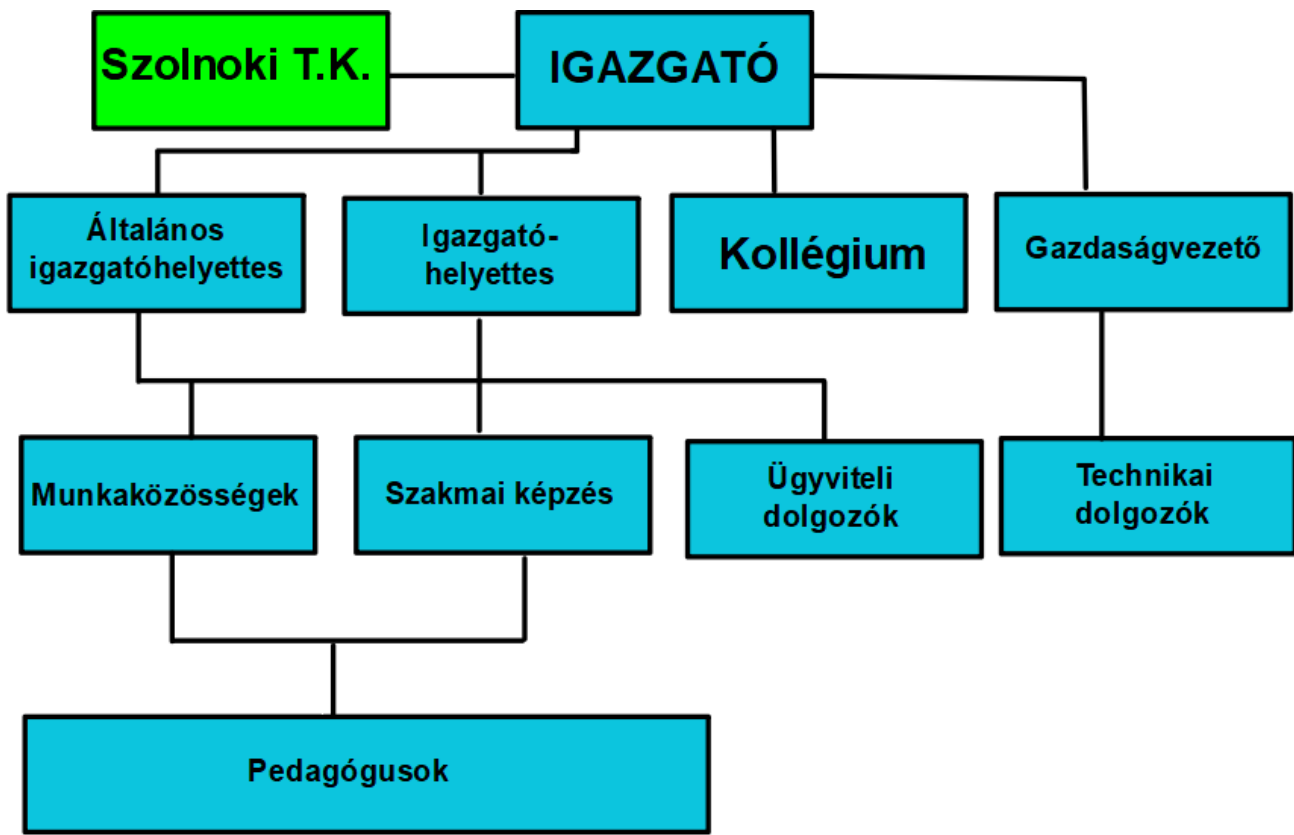 Szolnoki T.K.
IGAZGATÓ
Általános
igazgatóhelyettes
Igazgató-
helyettes
Kollégium
Gazdaságvezető
Munkaközösségek
Szakmai képzés
Ügyviteli
dolgozók
Technikai
dolgozók
Pedagógusok